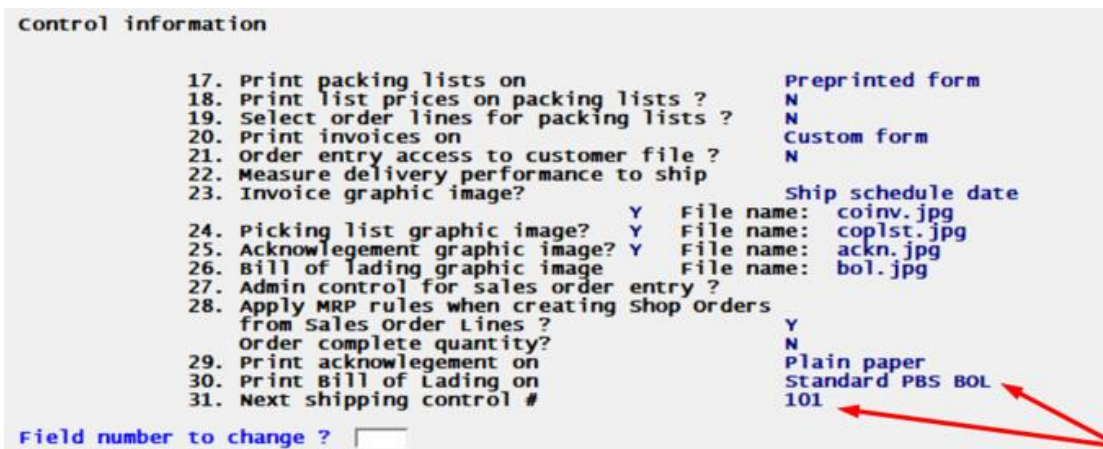 Control information
17. Print packing lists on Preprinted form
18. Print list prices on packing lists ? N
19. Select order lines for packing lists ? N
20. Print invoices on Custom form
21. Order entry access to customer file ? N
22. Measure delivery performance to ship
23. Invoice graphic image? Ship schedule date
Y File name: coinv.jpg
24. Picking list graphic image? Y File name: coplst.jpg
25. Acknowlegement graphic image? Y File name: ackn.jpg
26. Bill of lading graphic image File name: bol.jpg
27. Admin control for sales order entry ?
28. Apply MRP rules when creating Shop Orders
from Sales Order Lines ? Y
Order complete quantity? N
29. Print acknowlegement on Plain paper
30. Print Bill of Lading on Standard PBS BOL
31. Next shipping control # 101
Field number to change ?